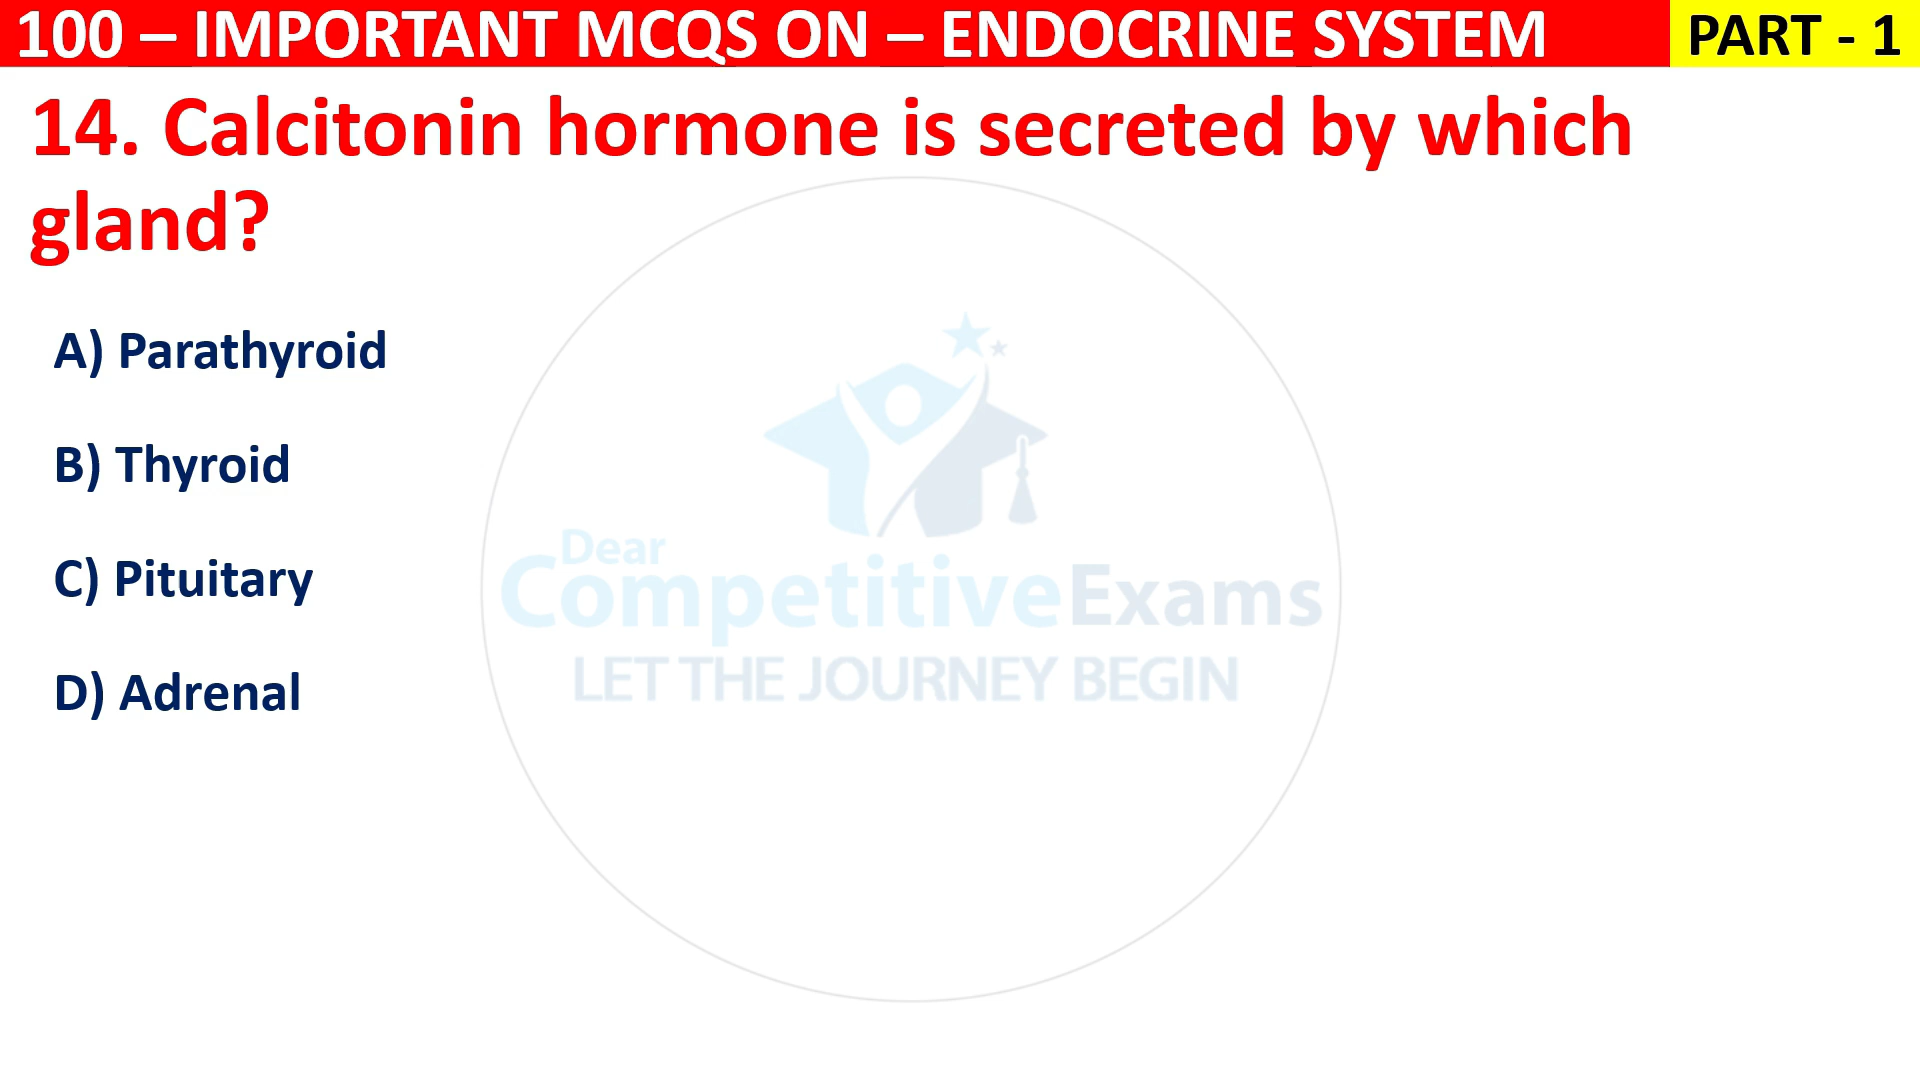 100 – IMPORTANT MCQS ON – ENDOCRINE SYSTEM
PART - 1
14. Calcitonin hormone is secreted by which
gland?
A) Parathyroid
B) Thyroid
C) Pituitary
D) Adrenal
Dear
CompetitiveExams
LET THE JOURNEY BEGIN